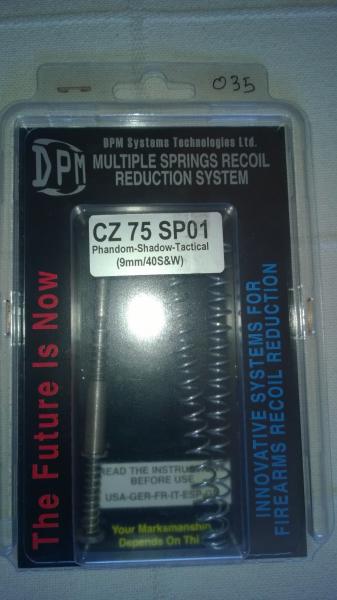 035
DPM Systems Technologies Ltd.
DPM
MULTIPLE SPRINGS RECOIL
REDUCTION SYSTEM
CZ 75 SP01
Phandom-Shadow-Tactical
(9mm/40S&W)
The Future Is Now
INNOVATIVE SYSTEMS FOR
FIREARMS RECOIL REDUCTION
READ THE
BEFORE USE
USA-GER-FR-IT-ESP
Your Marksmanship
Depends On